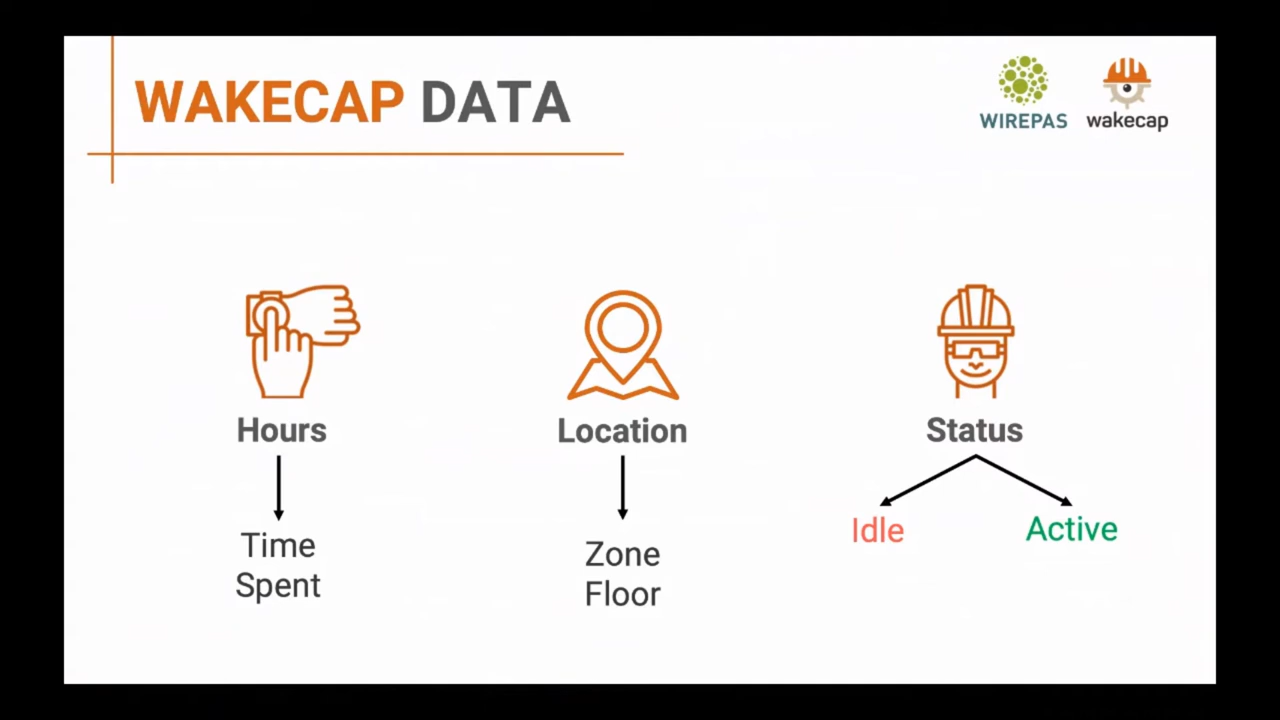 WAKECAP DATA
WIREPAS
wakecap
Hours
Location
Status
Time
Spent
Zone
Floor
Idle
Active